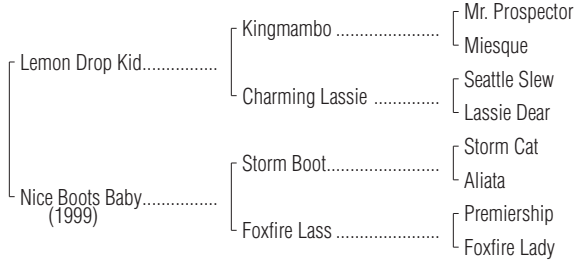 Mr. Prospector
Kingmambo ......................
Miesque
Lemon Drop Kid................
Seattle Slew
Charming Lassie ..............
Lassie Dear
Storm Cat
Storm Boot........................
Aliata
Nice Boots Baby................
(1999)
Premiership
Foxfire Lass ......................
Foxfire Lady